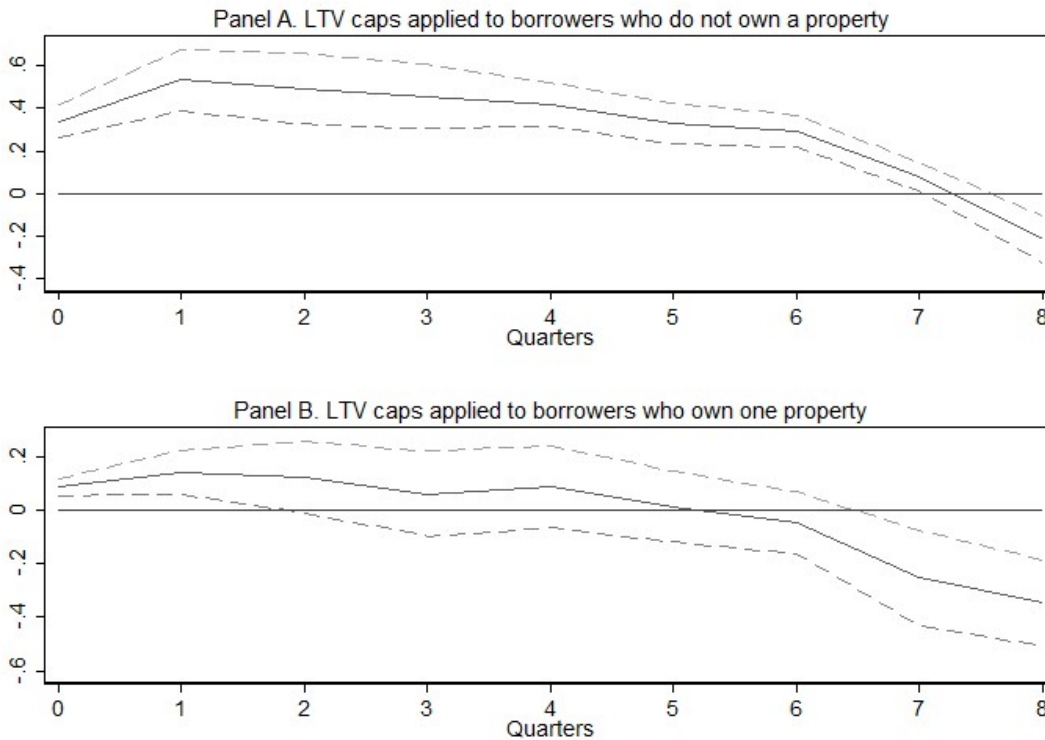 Panel A. LTV caps applied to borrowers who do not own a property
.6
.4
.2
0
-.2
-.4
0 1 2 3 4 5 6 7 8
Quarters
Panel B. LTV caps applied to borrowers who own one property
.2
0
-.2
-.4
-.6
0 1 2 3 4 5 6 7 8
Quarters